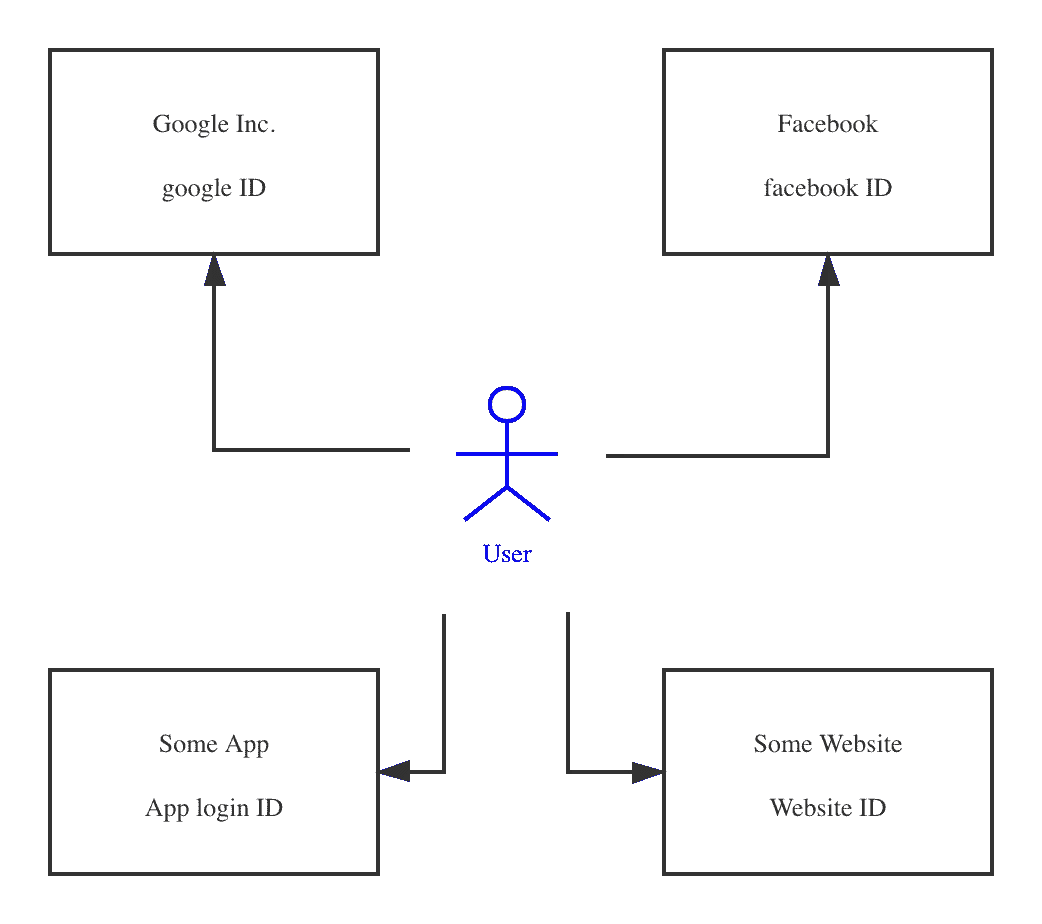 Google Inc.
google ID
Facebook
facebook ID
User
Some App
App login ID
Some Website
Website ID